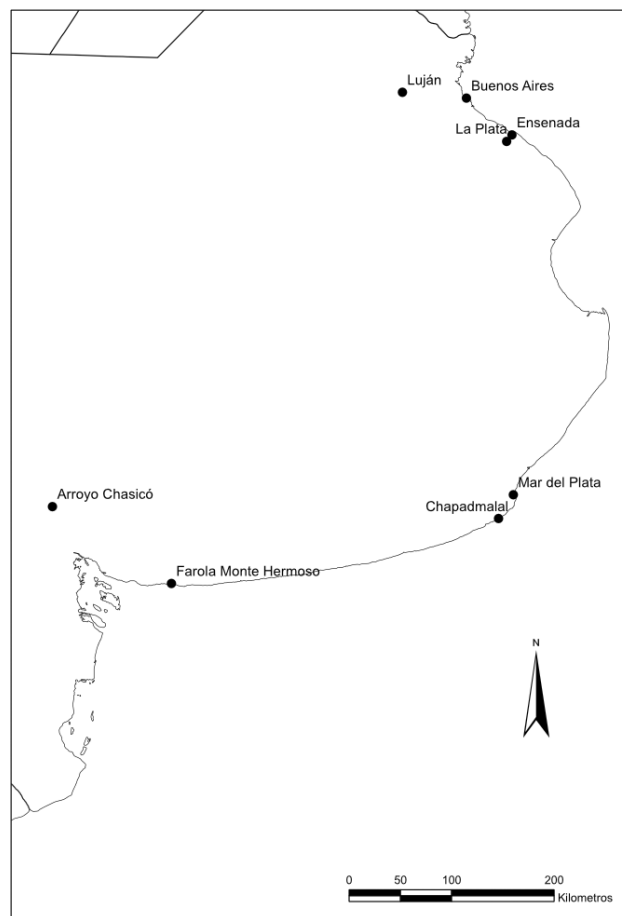 Luján
Buenos Aires
Ensenada
La Plata
Mar del Plata
Arroyo Chasicó
Chapadmalal
Farola Monte Hermoso
N
0 50 100 200
Kilometros